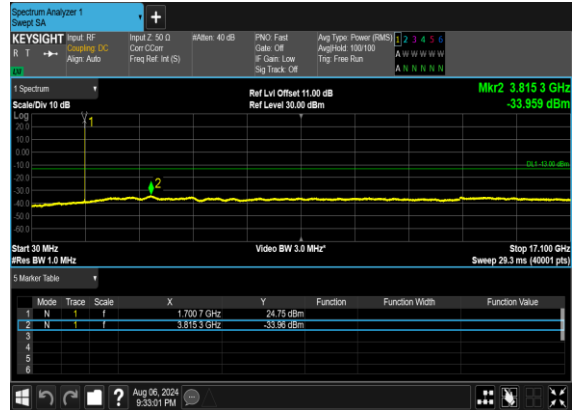 Spectrum Analyzer 1
Swept SA
+
KEYSIGHT Input: RF Input Z: 50 Ω #Atten: 40 dB PNO: Fast Avg Type: Power (RMS) 1 2 3 4 5 6
R T Coupling: DC Corr CCorr Gate: Off Avg|Hold: 100/100 A W W W W W
Align: Auto Freq Ref: Int (S) IF Gain: Low Trig: Free Run
Sig Track: Off A N N N N N
1 Spectrum
Ref Lvl Offset 11.00 dB Mkr2 3.815 3 GHz
Scale/Div 10 dB Ref Level 30.00 dBm -33.959 dBm
Log
1
20.0
10.0
0.00
-10.0
DL1 -13.00 dBm
-20.0
2
-30.0
-40.0
-50.0
-60.0
Start 30 MHz Video BW 3.0 MHz* Stop 17.100 GHz
#Res BW 1.0 MHz Sweep 29.3 ms (40001 pts)
5 Marker Table
Mode Trace Scale X Y Function Function Width Function Value
1 N 1 f 1.700 7 GHz 24.75 dBm
2 N 1 f 3.815 3 GHz -33.96 dBm
3
4
5
6
? Aug 06, 2024
9:33:01 PM